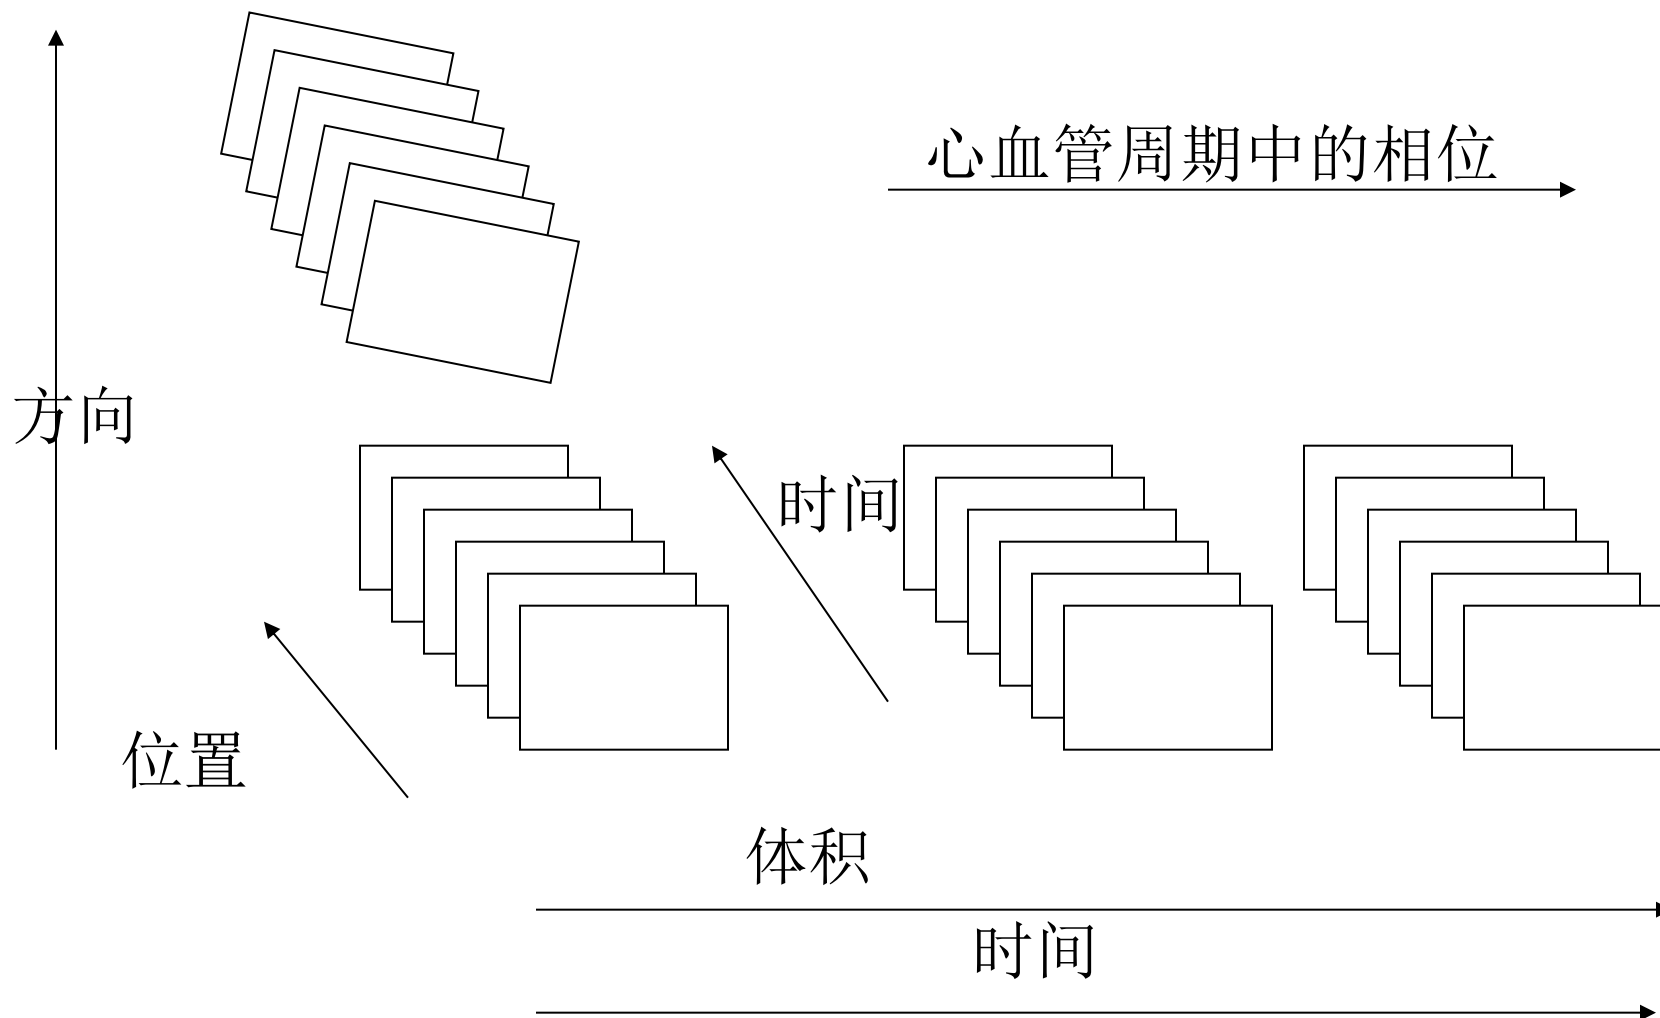 心血管周期中的相位
方向
时间
位置
体积
时间